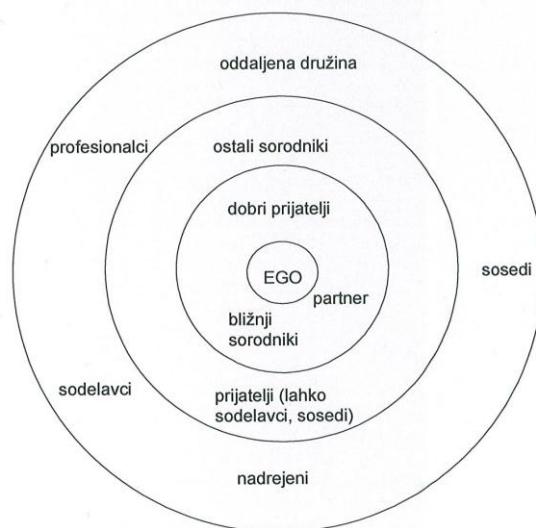 oddaljena družina
profesionalci
ostali sorodniki
dobri prijatelji
EGO
sosedi
partner
bližnji
sorodniki
sodelavci
prijatelji (lahko
sodelavci, sosedi)
nadrejeni